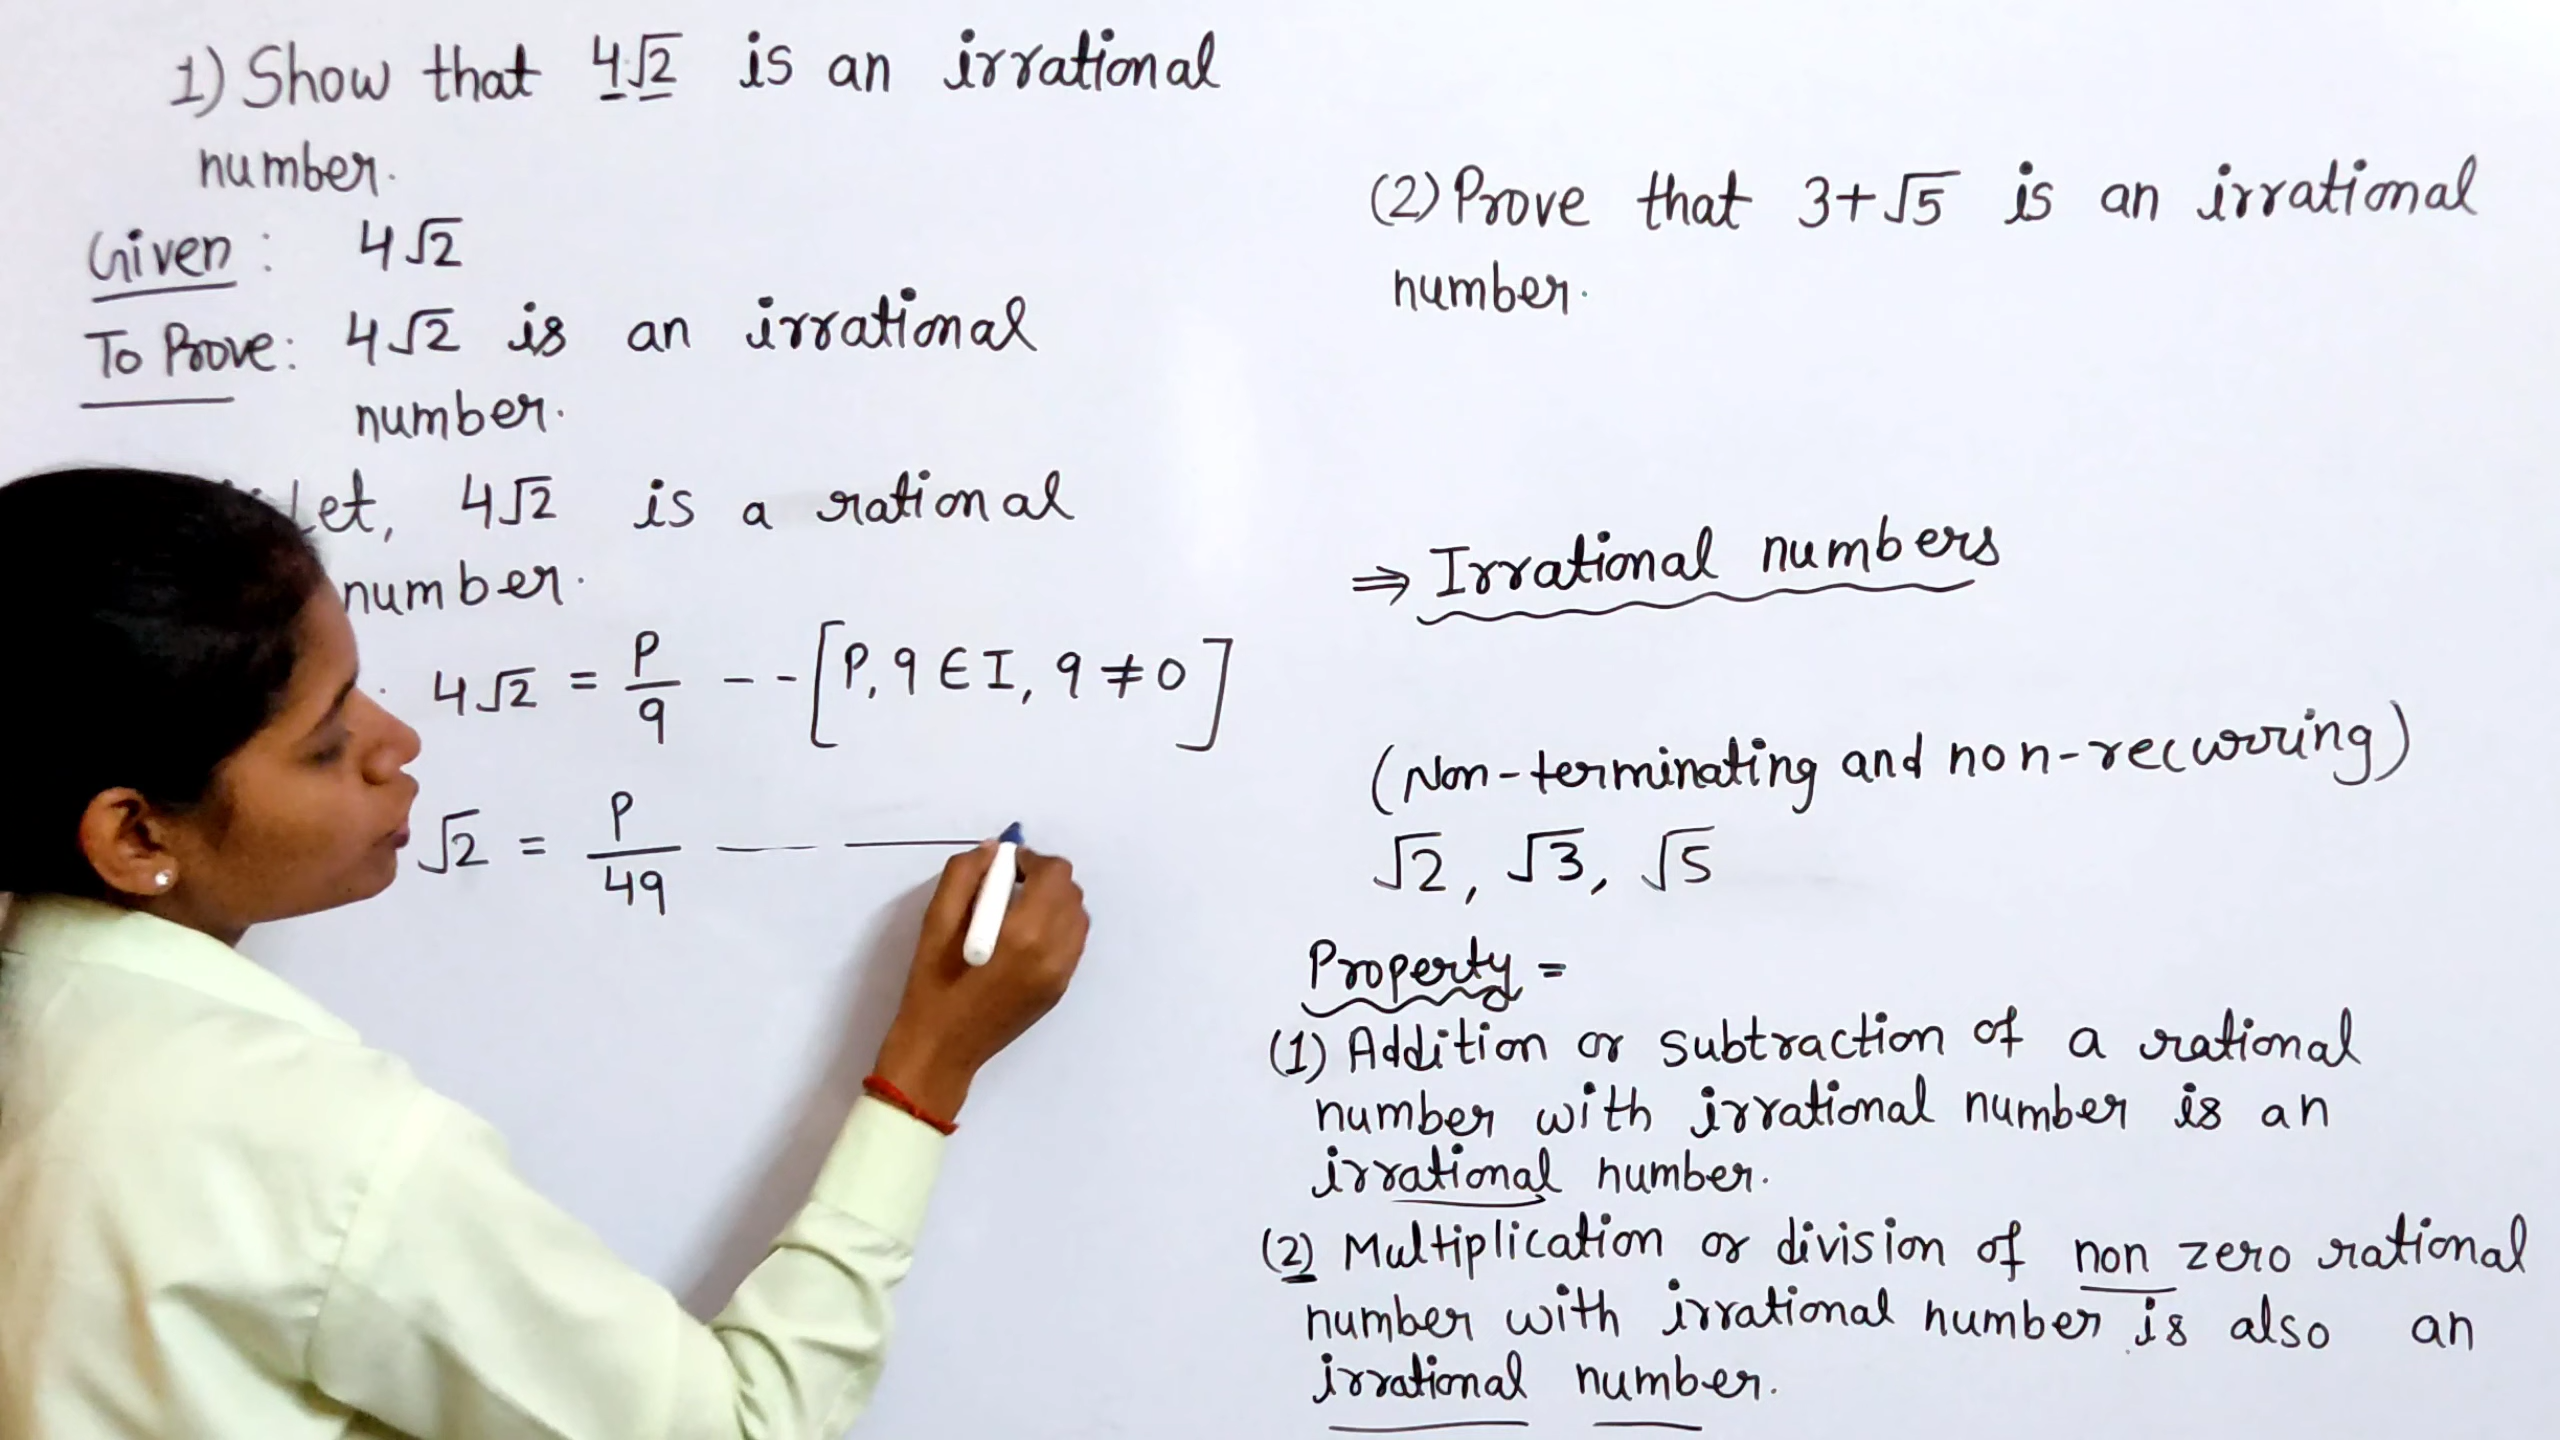 1) Show that 4√2 is an irrational
number.
Given : 4√2
To Prove: 4√2 is an irrational
number.
Let, 4√2 is a rational
number.
4√2 = P/q -- [P, q ∈ I, q ≠ 0]
√2 = P/4q — —
(2) Prove that 3+√5 is an irrational
number.
⇒ Irrational numbers
(Non-terminating and non-recurring)
√2, √3, √5
Property =
(1) Addition or subtraction of a rational
number with irrational number is an
irrational number.
(2) Multiplication or division of non zero rational
number with irrational number is also an
irrational number.